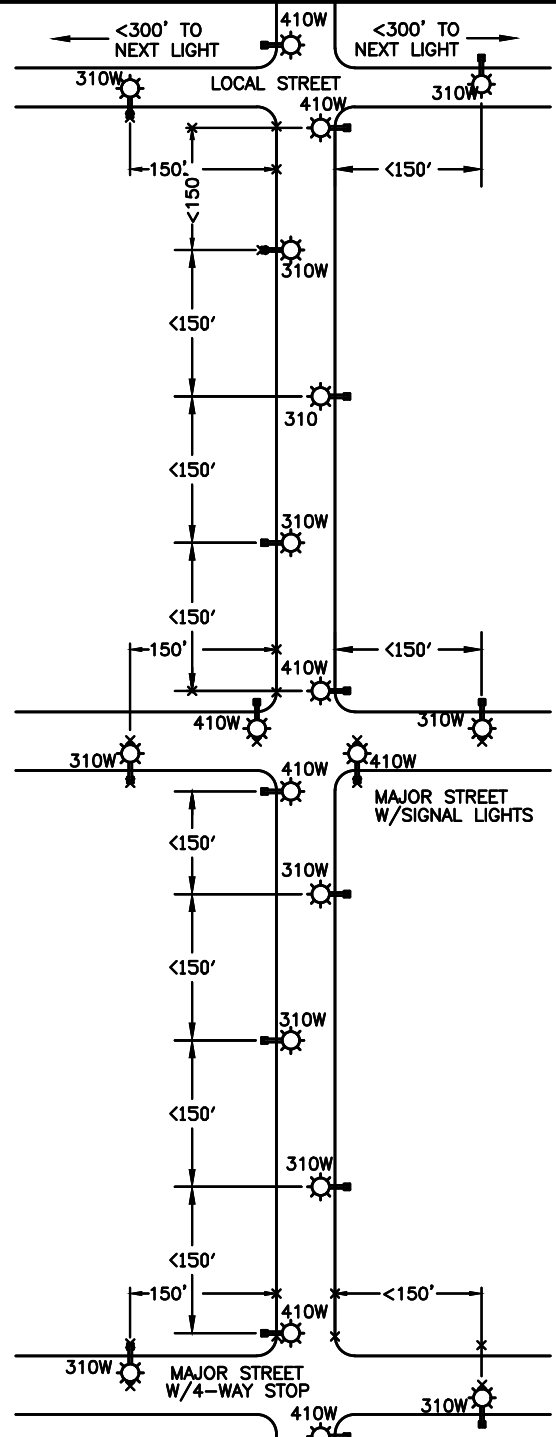 410W
<300' TO
NEXT LIGHT
<300' TO
NEXT LIGHT
310W
LOCAL STREET
310W
410W
150'
<150'
<150'
310W
<150'
310
<150'
310W
<150'
150'
<150'
410W
410W
310W
310W
410W
410W
MAJOR STREET
W/SIGNAL LIGHTS
<150'
310W
<150'
310W
<150'
310W
<150'
150'
<150'
410W
310W
MAJOR STREET
W/4-WAY STOP
310W
410W